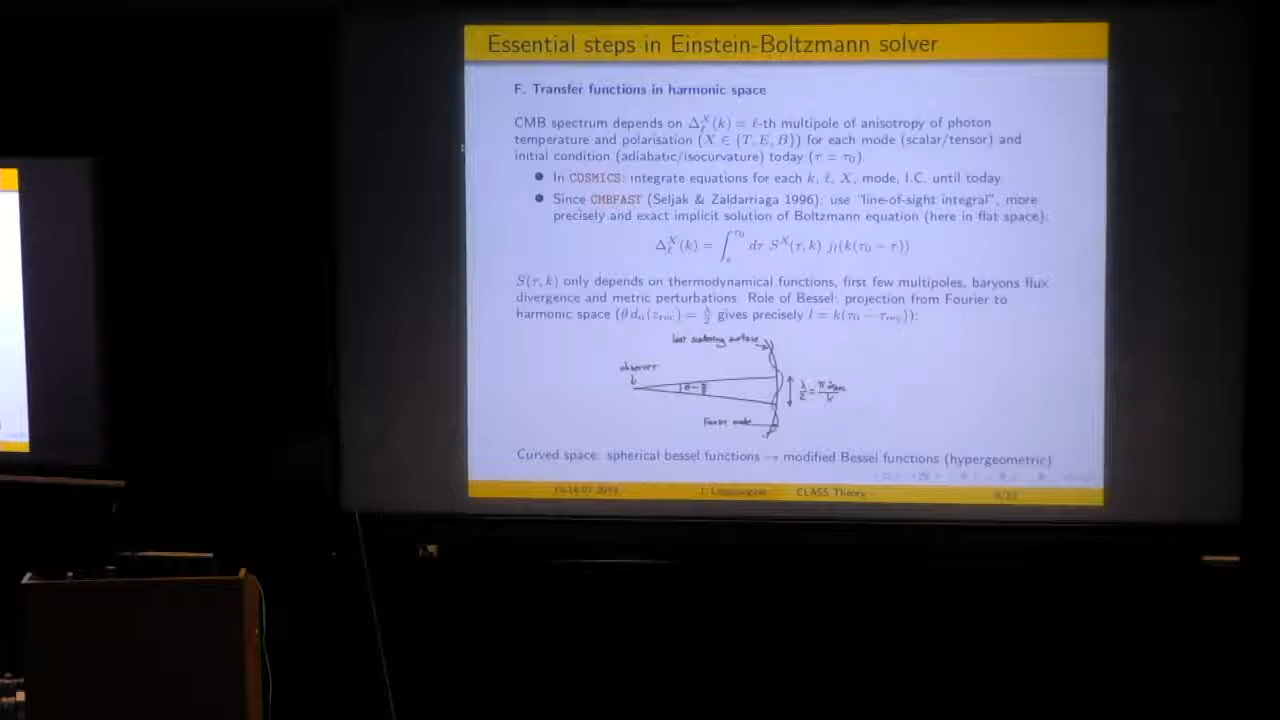 Essential steps in Einstein-Boltzmann solver
F. Transfer functions in harmonic space
CMB spectrum depends on Δ_ℓ^X(k) = ℓ-th multipole of anisotropy of photon
temperature and polarisation (X ∈ {T, E, B}) for each mode (scalar/tensor) and
initial condition (adiabatic/isocurvature) today (τ = τ₀).
● In COSMICS: integrate equations for each k, ℓ, X, mode, I.C. until today.
● Since CMBFAST (Seljak & Zaldarriaga 1996): use "line-of-sight integral", more
precisely and exact implicit solution of Boltzmann equation (here in flat space):
Δ_ℓ^X(k) = ∫^τ₀ dτ S^X(τ, k) j_l(k(τ₀ − τ))
S(τ, k) only depends on thermodynamical functions, first few multipoles, baryons flux
divergence and metric perturbations. Role of Bessel: projection from Fourier to
harmonic space (θ d_a(z_rec) = λ/2 gives precisely l = k(τ₀ − τ_rec)):
last scattering surface
observer
Fourier mode
Curved space: spherical bessel functions → modified Bessel functions (hypergeometric)
J. Lesgourgues CLASS Theory